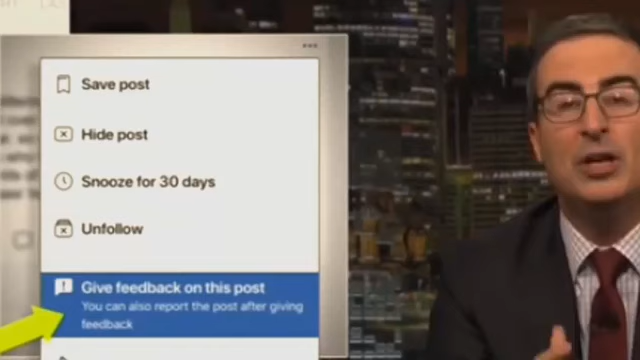 Save post
Hide post
Snooze for 30 days
Unfollow
Give feedback on this post
You can also report the post after giving
feedback